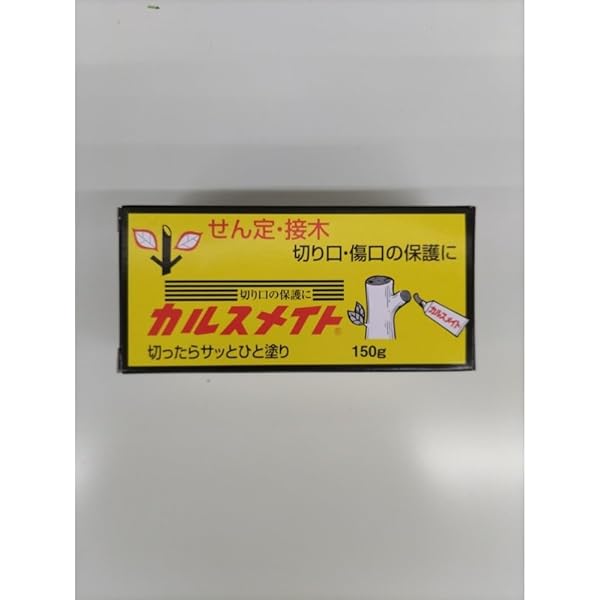 せん定・接木
切り口・傷口の保護に
切り口の保護に
カルスメイト®
カルスメイト
切ったらサッとひと塗り
150g